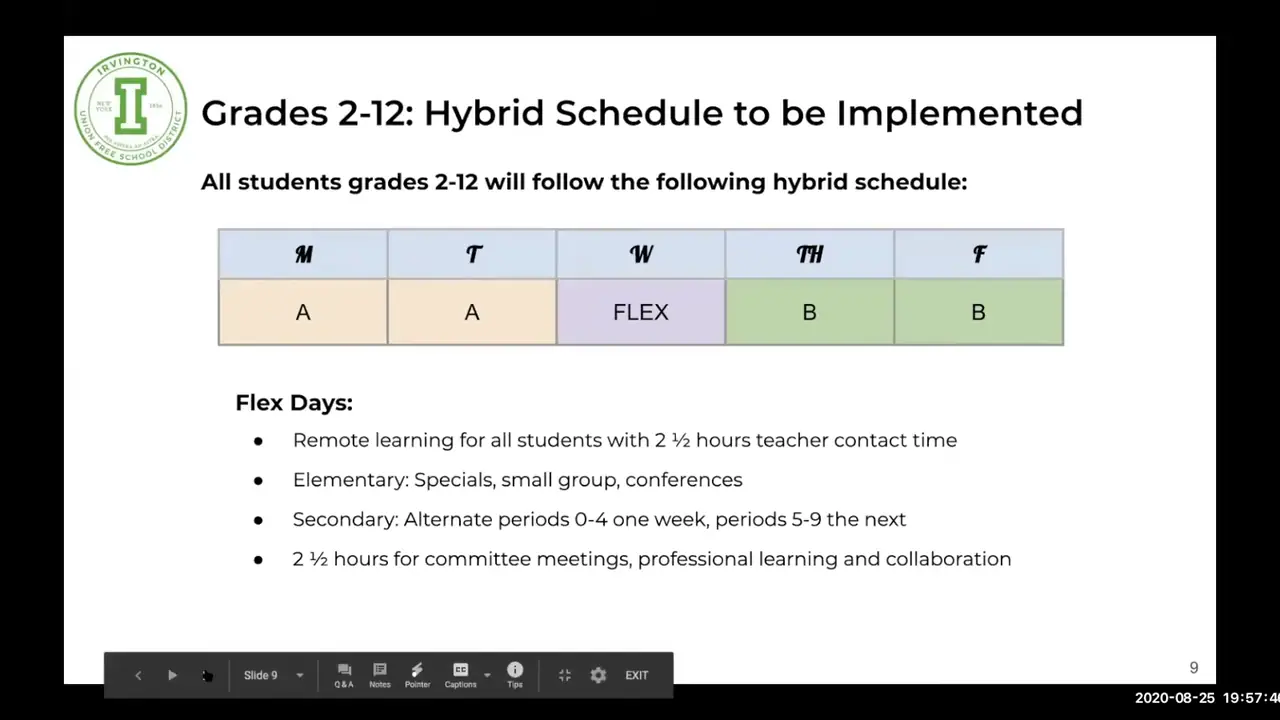 IRVINGTON
NEW YORK
I
UNION FREE SCHOOL DISTRICT
Grades 2-12: Hybrid Schedule to be Implemented
All students grades 2-12 will follow the following hybrid schedule:
M T W TH F
A A FLEX B B
Flex Days:
● Remote learning for all students with 2 ½ hours teacher contact time
● Elementary: Specials, small group, conferences
● Secondary: Alternate periods 0-4 one week, periods 5-9 the next
● 2 ½ hours for committee meetings, professional learning and collaboration
Slide 9 Q&A Notes Pointer CC Captions Tips EXIT
9
2020-08-25 19:57:4